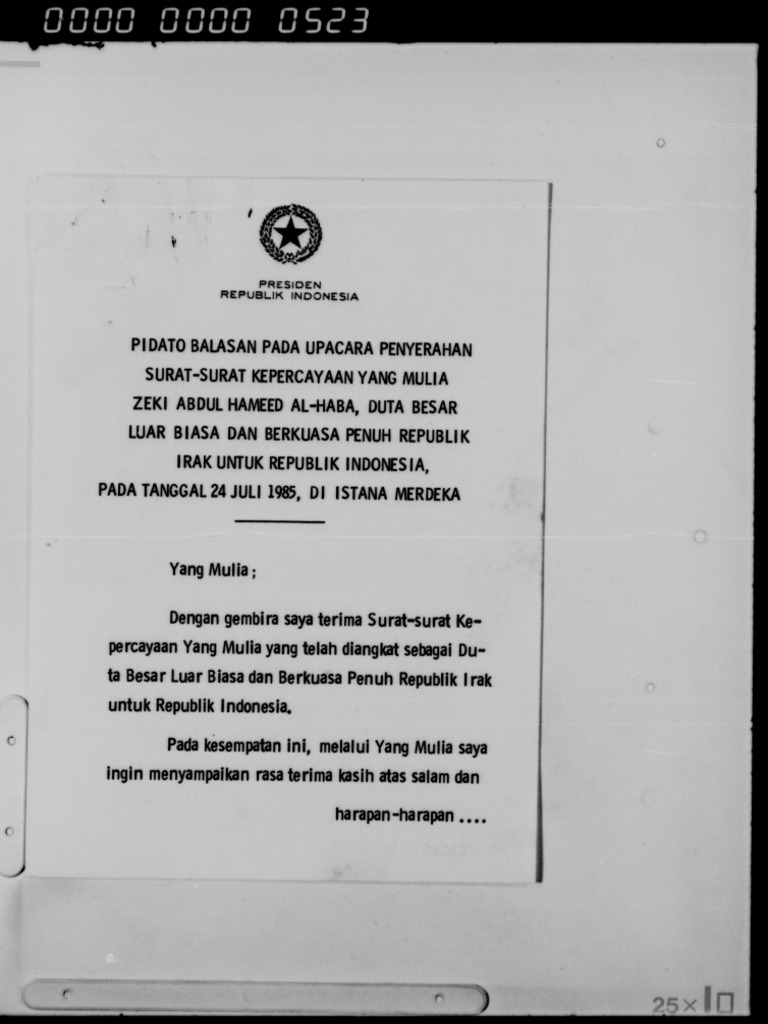 0000 0000 0523
PRESIDEN
REPUBLIK INDONESIA
PIDATO BALASAN PADA UPACARA PENYERAHAN
SURAT-SURAT KEPERCAYAAN YANG MULIA
ZEKI ABDUL HAMEED AL-HABA, DUTA BESAR
LUAR BIASA DAN BERKUASA PENUH REPUBLIK
IRAK UNTUK REPUBLIK INDONESIA,
PADA TANGGAL 24 JULI 1985, DI ISTANA MERDEKA
Yang Mulia ;
Dengan gembira saya terima Surat-surat Ke-
percayaan Yang Mulia yang telah diangkat sebagai Du-
ta Besar Luar Biasa dan Berkuasa Penuh Republik Irak
untuk Republik Indonesia.
Pada kesempatan ini, melalui Yang Mulia saya
ingin menyampaikan rasa terima kasih atas salam dan
harapan-harapan ....
25×